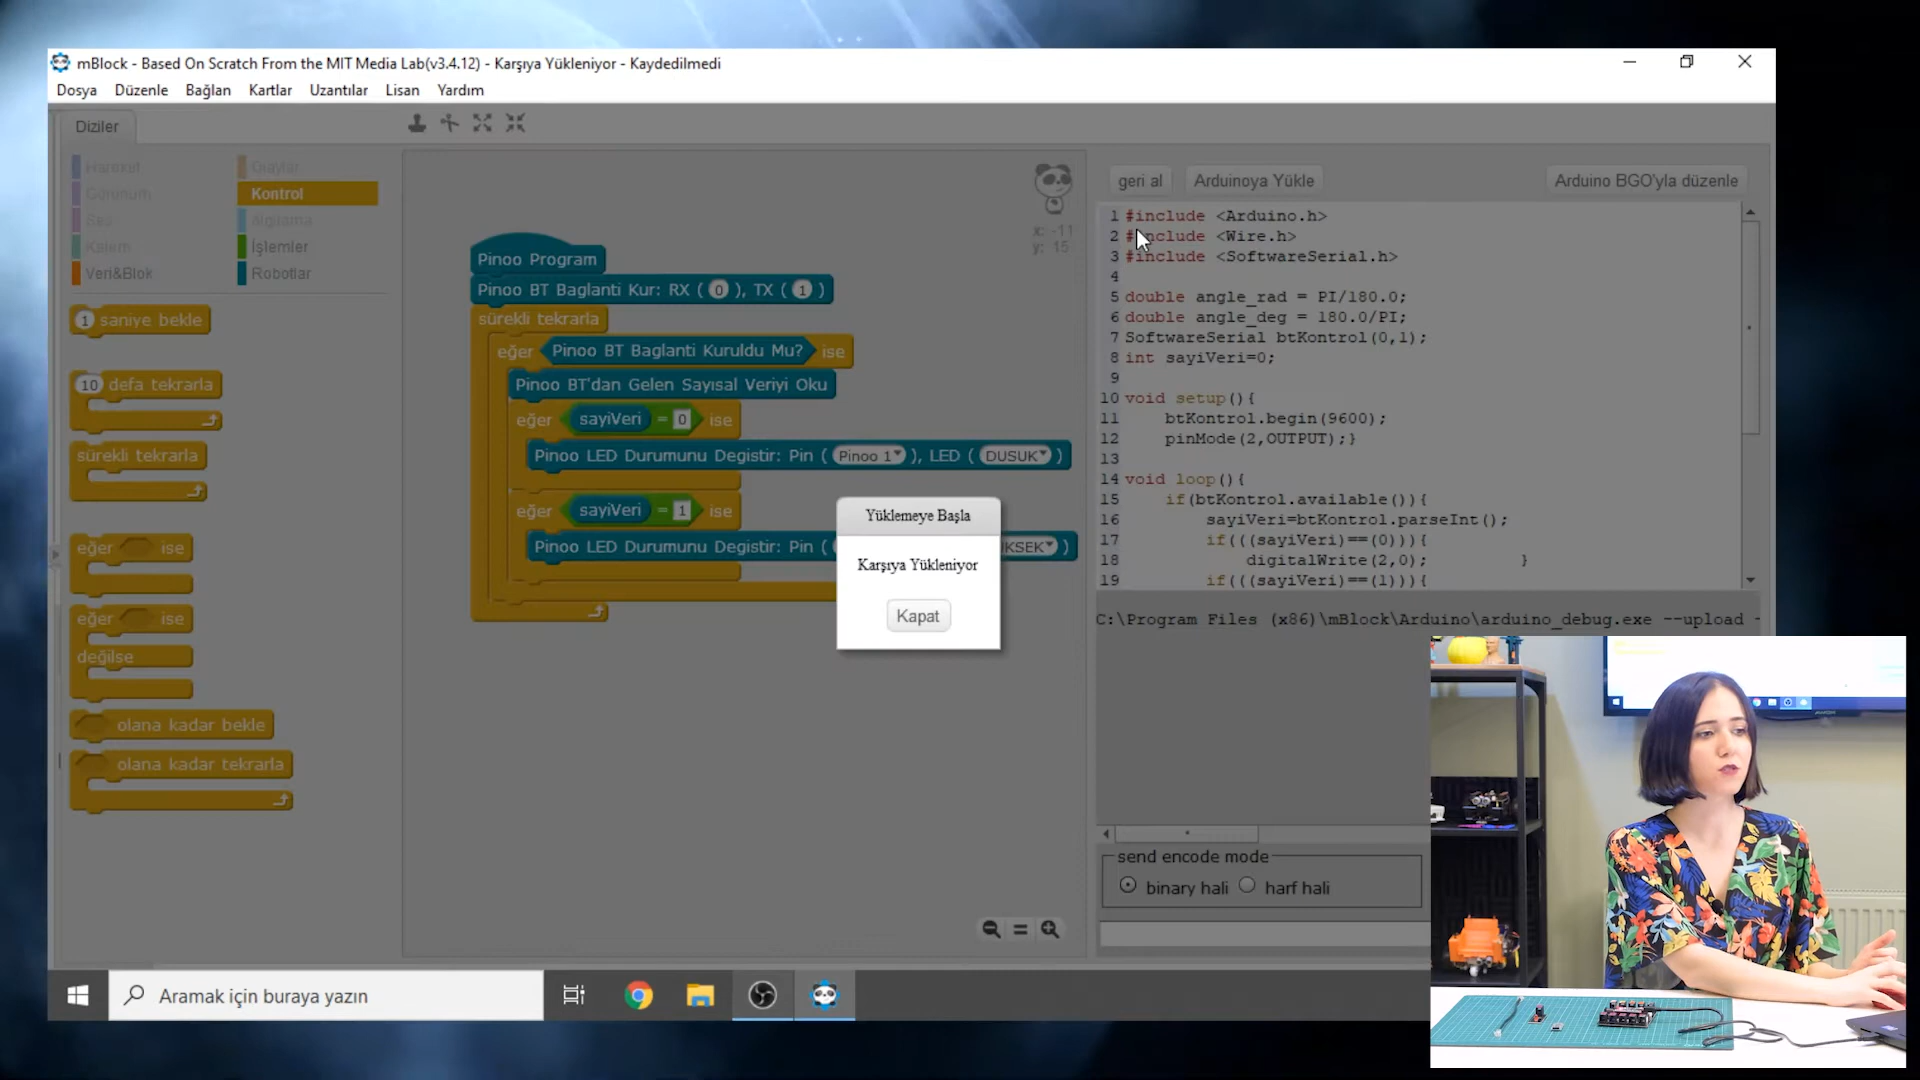 mBlock - Based On Scratch From the MIT Media Lab(v3.4.12) - Karşıya Yükleniyor - Kaydedilmedi
Dosya Düzenle Bağlan Kartlar Uzantılar Lisan Yardım
Diziler
Hareket Olaylar
Görünüm Kontrol
Ses Algılama
Kalem İşlemler
Veri&Blok Robotlar
1 saniye bekle
10 defa tekrarla
sürekli tekrarla
eğer ise
eğer ise
değilse
olana kadar bekle
olana kadar tekrarla
x: -11
y: 15
Pinoo Program
Pinoo BT Baglanti Kur: RX ( 0 ), TX ( 1 )
sürekli tekrarla
eğer Pinoo BT Baglanti Kuruldu Mu? ise
Pinoo BT'dan Gelen Sayısal Veriyi Oku
eğer sayiVeri = 0 ise
Pinoo LED Durumunu Degistir: Pin ( Pinoo 1 ), LED ( DUSUK )
eğer sayiVeri = 1 ise
Pinoo LED Durumunu Degistir: Pin ( KSEK )
Yüklemeye Başla
Karşıya Yükleniyor
Kapat
geri al Arduinoya Yükle Arduino BGO'yla düzenle
1 #include <Arduino.h>
2 #include <Wire.h>
3 #include <SoftwareSerial.h>
4
5 double angle_rad = PI/180.0;
6 double angle_deg = 180.0/PI;
7 SoftwareSerial btKontrol(0,1);
8 int sayiVeri=0;
9
10 void setup(){
11 btKontrol.begin(9600);
12 pinMode(2,OUTPUT);}
13
14 void loop(){
15 if(btKontrol.available()){
16 sayiVeri=btKontrol.parseInt();
17 if(((sayiVeri)==(0))){
18 digitalWrite(2,0); }
19 if(((sayiVeri)==(1))){
C:\Program Files (x86)\mBlock\Arduino\arduino_debug.exe --upload -
send encode mode
binary hali harf hali
Aramak için buraya yazın